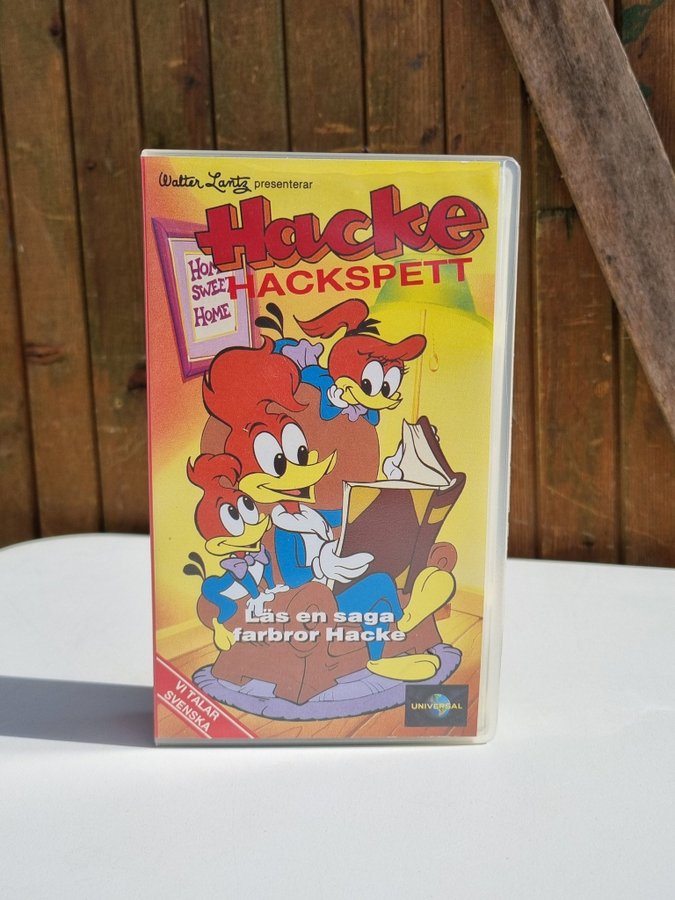 Walter Lantz presenterar
Hacke
HACKSPETT
HOME
SWEET
HOME
Läs en saga
farbror Hacke
VI TALAR
SVENSKA
UNIVERSAL